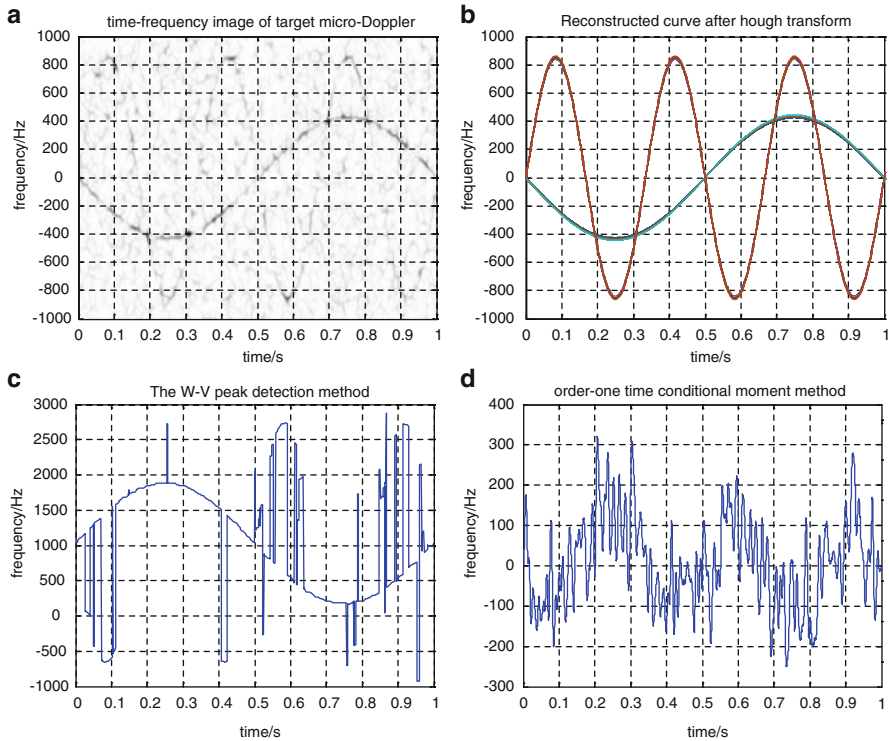 a
time-frequency image of target micro-Doppler
1000
800
600
400
200
0
-200
-400
-600
-800
-1000
frequency/Hz
0 0.1 0.2 0.3 0.4 0.5 0.6 0.7 0.8 0.9 1
time/s
b
Reconstructed curve after hough transform
1000
800
600
400
200
0
-200
-400
-600
-800
-1000
frequency/Hz
0 0.1 0.2 0.3 0.4 0.5 0.6 0.7 0.8 0.9 1
time/s
c
The W-V peak detection method
3000
2500
2000
1500
1000
500
0
-500
-1000
frequency/Hz
0 0.1 0.2 0.3 0.4 0.5 0.6 0.7 0.8 0.9 1
time/s
d
order-one time conditional moment method
400
300
200
100
0
-100
-200
-300
frequency/Hz
0 0.1 0.2 0.3 0.4 0.5 0.6 0.7 0.8 0.9 1
time/s